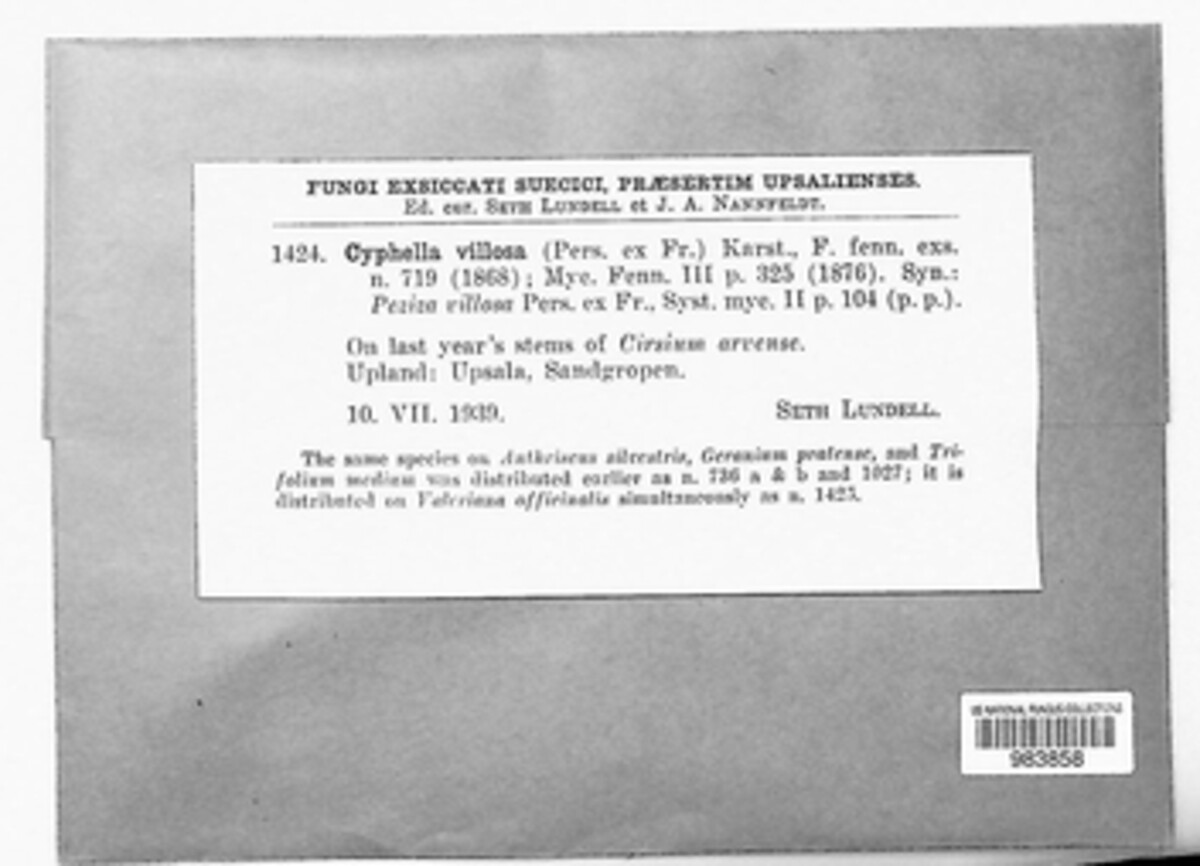 FUNGI EXSICCATI SUECICI, PRÆSERTIM UPSALIENSES.
Ed. cur. SETH LUNDELL et J. A. NANNFELDT.
1424. Cyphella villosa (Pers. ex Fr.) Karst., F. fenn. exs.
n. 719 (1868); Myc. Fenn. III p. 325 (1876). Syn.:
Peziza villosa Pers. ex Fr., Syst. myc. II p. 104 (p. p.).
On last year's stems of Cirsium arvense.
Upland: Upsala, Sandgropen.
10. VII. 1939. SETH LUNDELL.
The same species on Anthriscus silvestris, Geranium pratense, and Tri-
folium medium was distributed earlier as n. 736 a & b and 1027; it is
distributed on Valeriana officinalis simultaneously as n. 1425.
US NATIONAL FUNGUS COLLECTIONS
983858